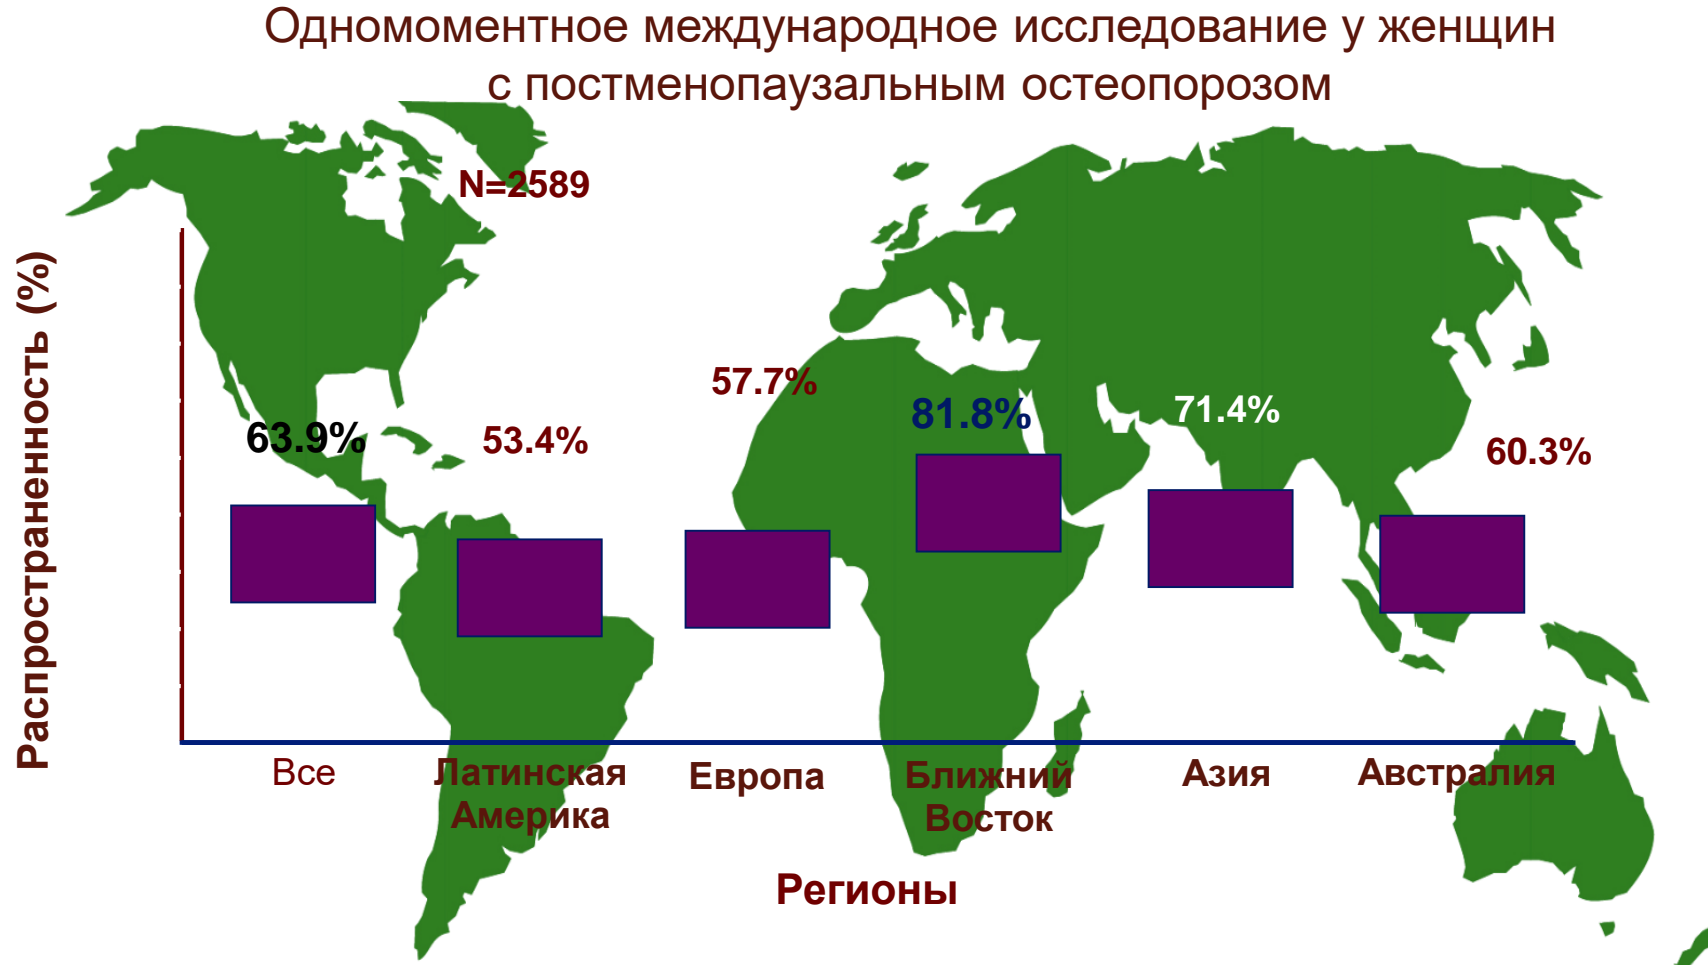 Одномоментное международное исследование у женщин
с постменопаузальным остеопорозом
N=2589
Распространенность (%)
63.9%
53.4%
57.7%
81.8%
71.4%
60.3%
Все
Латинская
Америка
Европа
Ближний
Восток
Азия
Австралия
Регионы